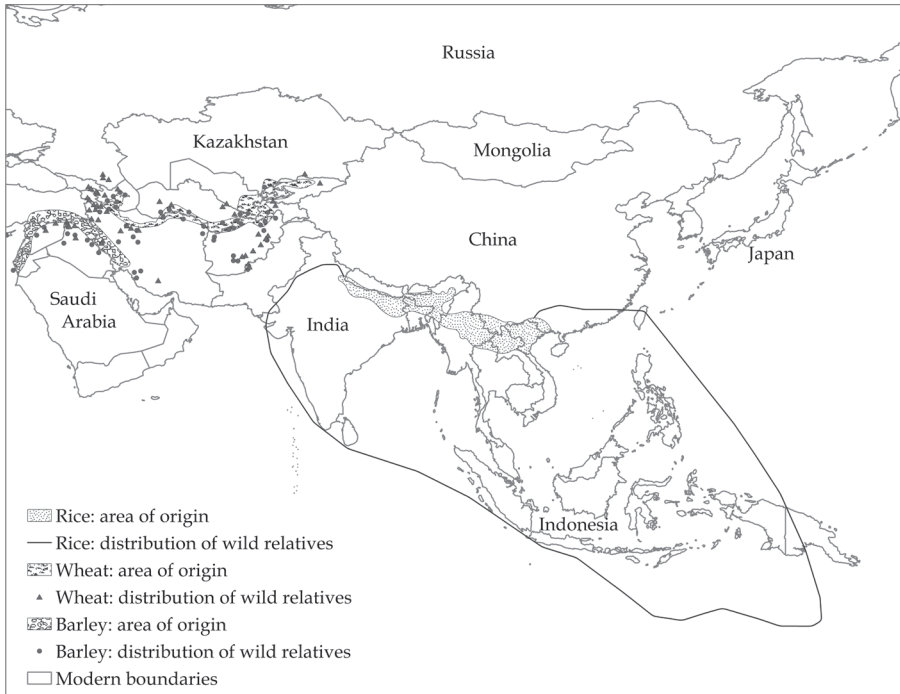 Russia
Kazakhstan
Mongolia
China
Japan
Saudi
Arabia
India
Indonesia
Rice: area of origin
Rice: distribution of wild relatives
Wheat: area of origin
Wheat: distribution of wild relatives
Barley: area of origin
Barley: distribution of wild relatives
Modern boundaries